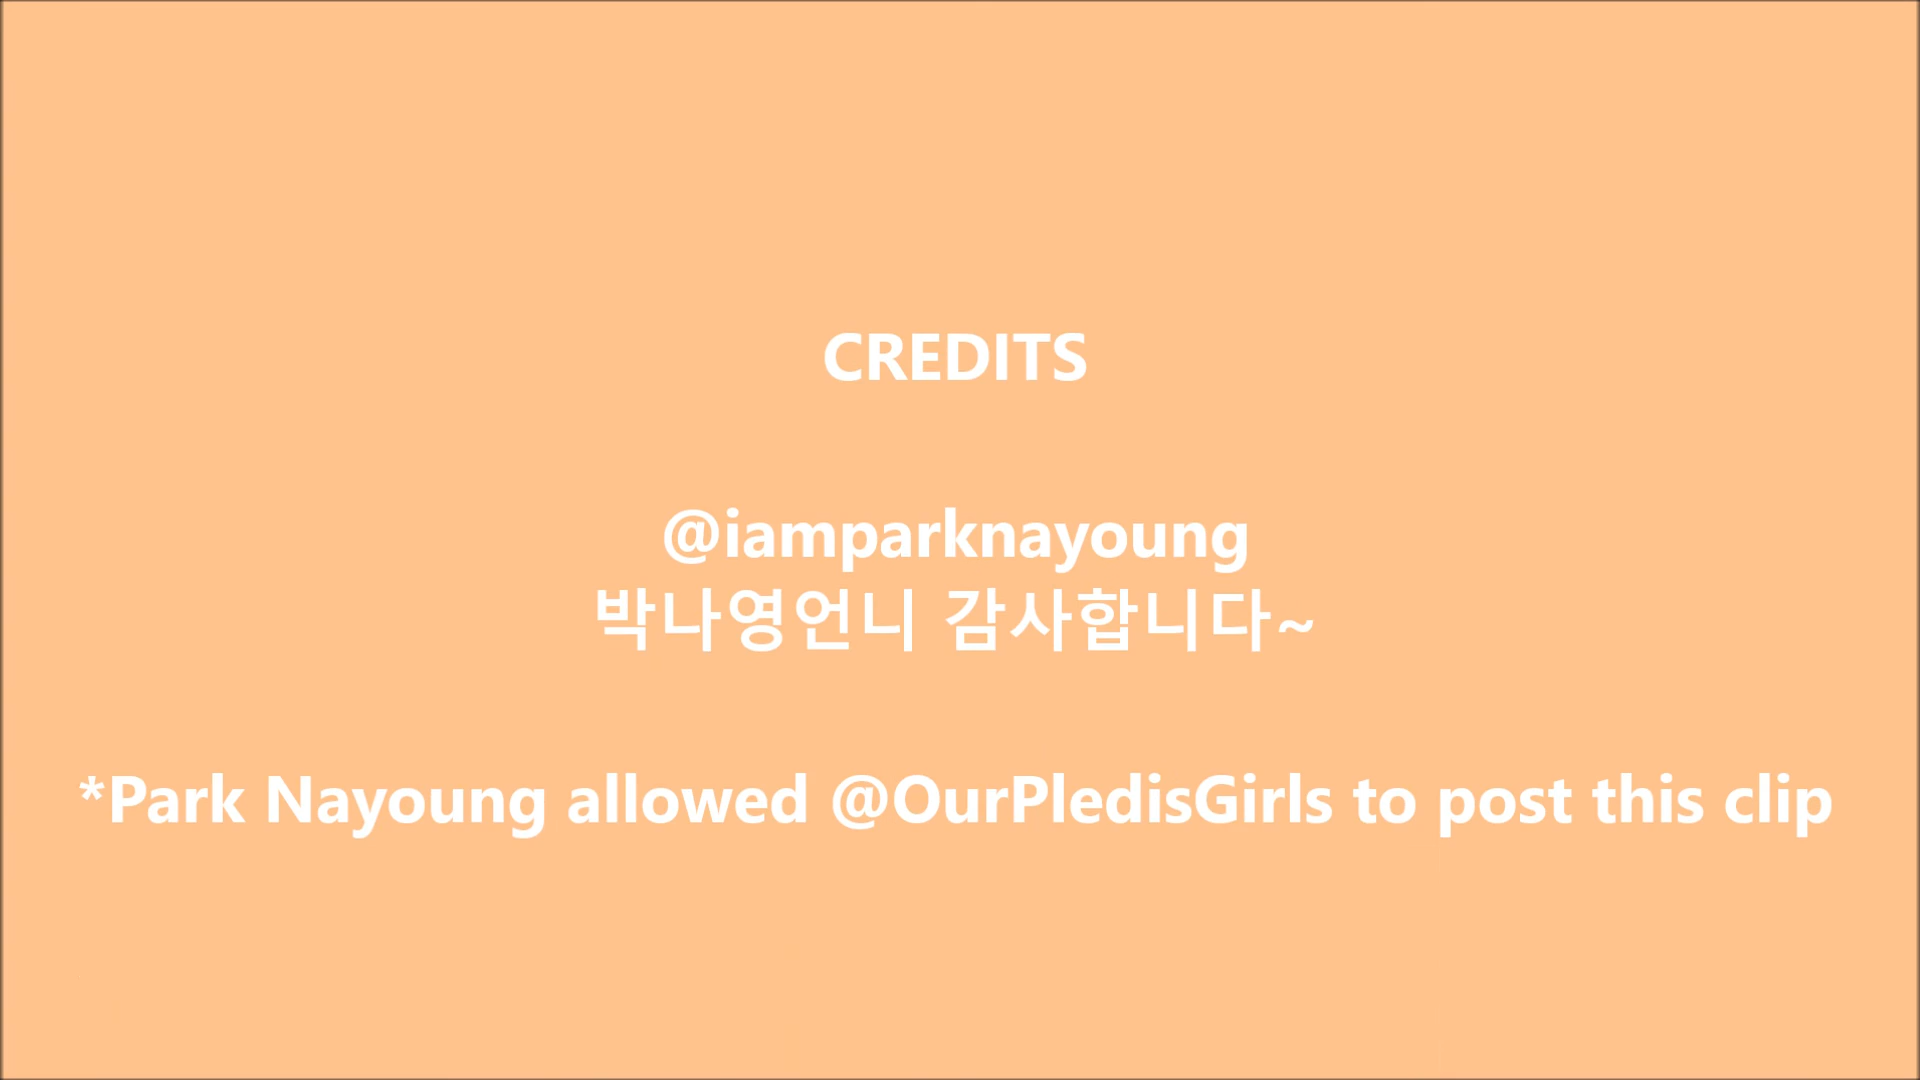 CREDITS
@iamparknayoung
박나영언니 감사합니다~
*Park Nayoung allowed @OurPledisGirls to post this clip